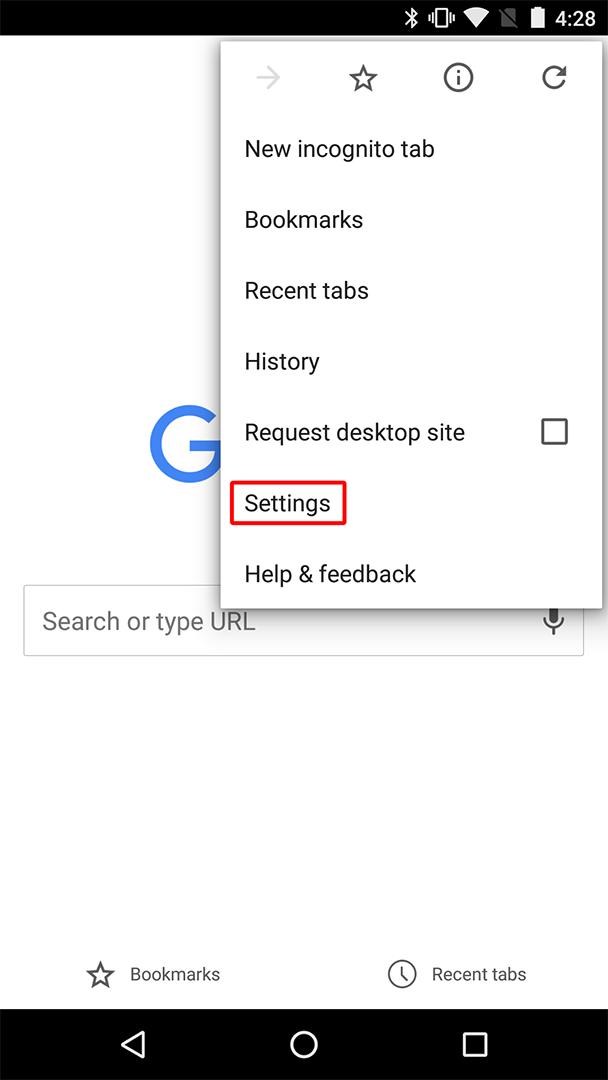 4:28
New incognito tab
Bookmarks
Recent tabs
History
Request desktop site
G
Settings
Help & feedback
Search or type URL
Bookmarks
Recent tabs